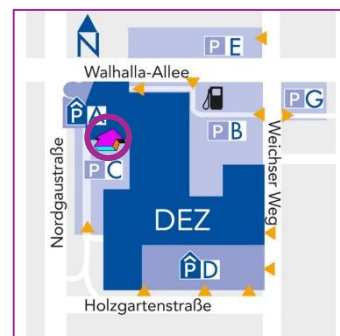 N
P E
Walhalla-Allee
P A
P B
P G
P C
Nordgaustraße
Weichser Weg
DEZ
P D
Holzgartenstraße